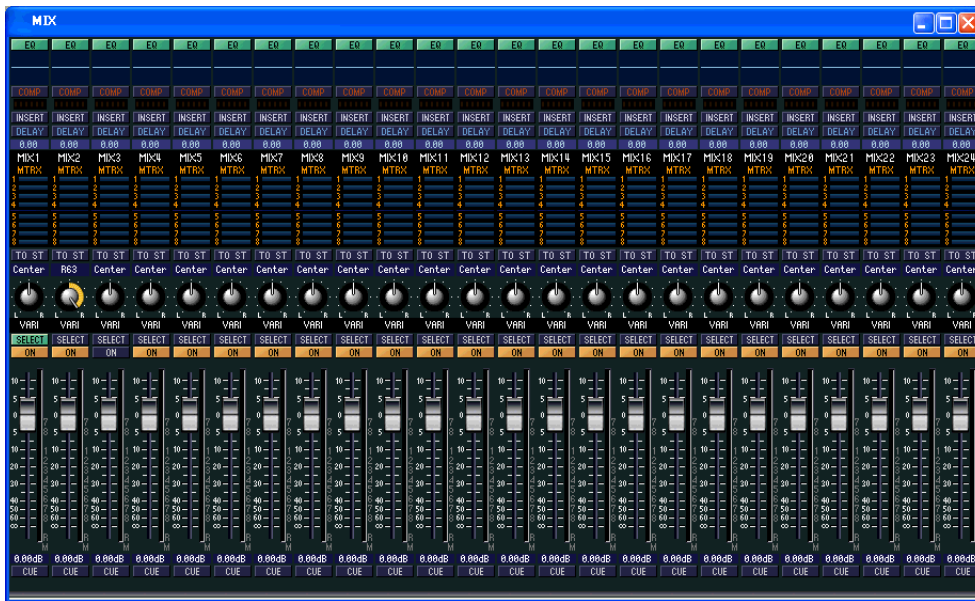 MIX
EQ EQ EQ EQ EQ EQ EQ EQ EQ EQ EQ EQ EQ EQ EQ EQ EQ EQ EQ EQ EQ EQ EQ EQ
COMP COMP COMP COMP COMP COMP COMP COMP COMP COMP COMP COMP COMP COMP COMP COMP COMP COMP COMP COMP COMP COMP COMP COMP
INSERT INSERT INSERT INSERT INSERT INSERT INSERT INSERT INSERT INSERT INSERT INSERT INSERT INSERT INSERT INSERT INSERT INSERT INSERT INSERT INSERT INSERT INSERT INSERT
DELAY DELAY DELAY DELAY DELAY DELAY DELAY DELAY DELAY DELAY DELAY DELAY DELAY DELAY DELAY DELAY DELAY DELAY DELAY DELAY DELAY DELAY DELAY DELAY
0.00 0.00 0.00 0.00 0.00 0.00 0.00 0.00 0.00 0.00 0.00 0.00 0.00 0.00 0.00 0.00 0.00 0.00 0.00 0.00 0.00 0.00 0.00 0.00
MIX1 MIX2 MIX3 MIX4 MIX5 MIX6 MIX7 MIX8 MIX9 MIX10 MIX11 MIX12 MIX13 MIX14 MIX15 MIX16 MIX17 MIX18 MIX19 MIX20 MIX21 MIX22 MIX23 MIX24
MTRX MTRX MTRX MTRX MTRX MTRX MTRX MTRX MTRX MTRX MTRX MTRX MTRX MTRX MTRX MTRX MTRX MTRX MTRX MTRX MTRX MTRX MTRX MTRX
TO ST TO ST TO ST TO ST TO ST TO ST TO ST TO ST TO ST TO ST TO ST TO ST TO ST TO ST TO ST TO ST TO ST TO ST TO ST TO ST TO ST TO ST TO ST TO ST
Center R63 Center Center Center Center Center Center Center Center Center Center Center Center Center Center Center Center Center Center Center Center Center Center
VARI VARI VARI VARI VARI VARI VARI VARI VARI VARI VARI VARI VARI VARI VARI VARI VARI VARI VARI VARI VARI VARI VARI VARI
SELECT SELECT SELECT SELECT SELECT SELECT SELECT SELECT SELECT SELECT SELECT SELECT SELECT SELECT SELECT SELECT SELECT SELECT SELECT SELECT SELECT SELECT SELECT SELECT
ON ON ON ON ON ON ON ON ON ON ON ON ON ON ON ON ON ON ON ON ON ON ON ON
0.00dB 0.00dB 0.00dB 0.00dB 0.00dB 0.00dB 0.00dB 0.00dB 0.00dB 0.00dB 0.00dB 0.00dB 0.00dB 0.00dB 0.00dB 0.00dB 0.00dB 0.00dB 0.00dB 0.00dB 0.00dB 0.00dB 0.00dB 0.00dB
CUE CUE CUE CUE CUE CUE CUE CUE CUE CUE CUE CUE CUE CUE CUE CUE CUE CUE CUE CUE CUE CUE CUE CUE